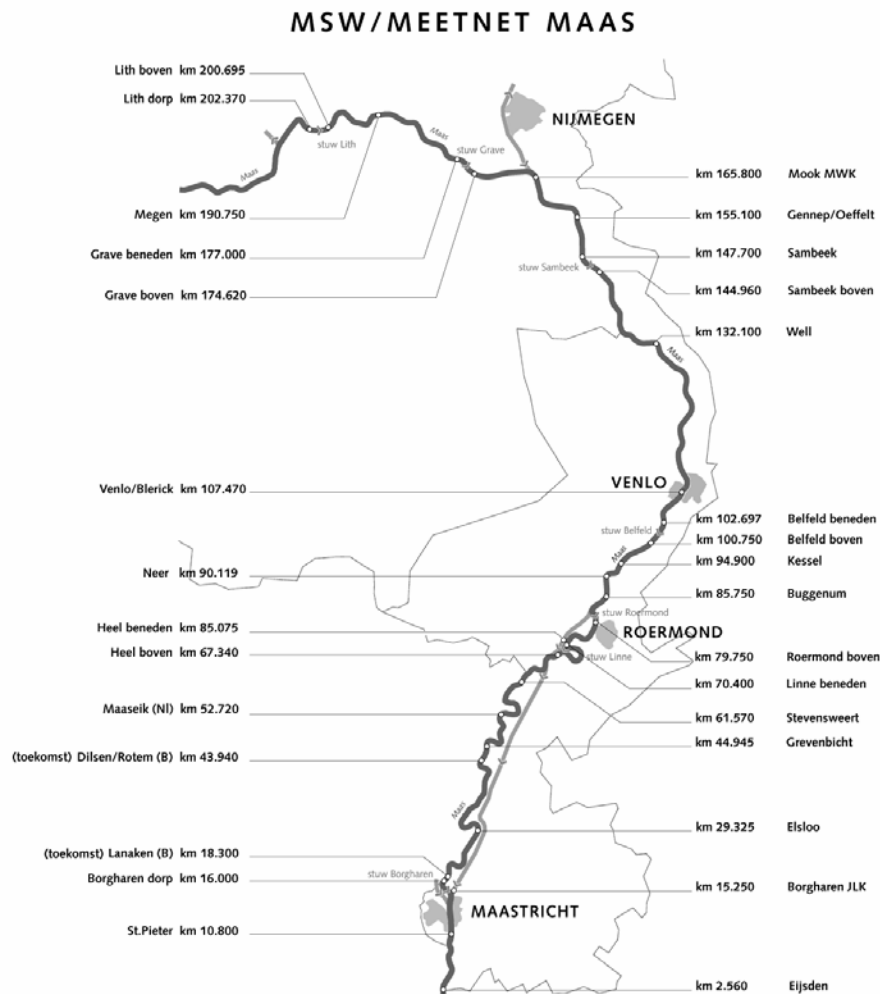 MSW/MEETNET MAAS
Lith boven km 200.695
Lith dorp km 202.370
stuw Lith
Maas
Maas
stuw Grave
NIJMEGEN
Megen km 190.750
Grave beneden km 177.000
Grave boven km 174.620
km 165.800 Mook MWK
km 155.100 Gennep/Oeffelt
km 147.700 Sambeek
stuw Sambeek
km 144.960 Sambeek boven
km 132.100 Well
Maas
VENLO
Venlo/Blerick km 107.470
km 102.697 Belfeld beneden
stuw Belfeld
km 100.750 Belfeld boven
Maas
km 94.900 Kessel
Neer km 90.119
km 85.750 Buggenum
stuw Roermond
Heel beneden km 85.075
ROERMOND
Heel boven km 67.340
stuw Linne
km 79.750 Roermond boven
km 70.400 Linne beneden
Maaseik (Nl) km 52.720
km 61.570 Stevensweert
km 44.945 Grevenbicht
(toekomst) Dilsen/Rotem (B) km 43.940
Maas
km 29.325 Elsloo
(toekomst) Lanaken (B) km 18.300
stuw Borgharen
Borgharen dorp km 16.000
km 15.250 Borgharen JLK
MAASTRICHT
St.Pieter km 10.800
km 2.560 Eijsden